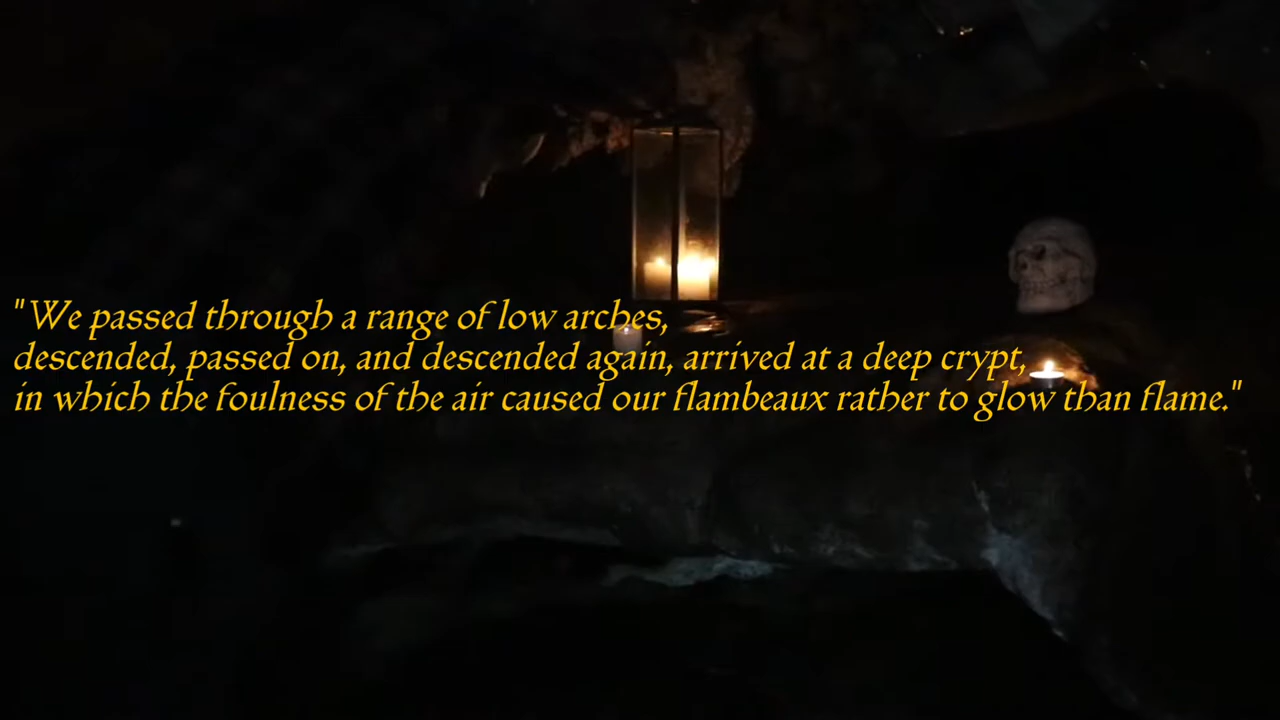 "We passed through a range of low arches,
descended, passed on, and descended again, arrived at a deep crypt,
in which the foulness of the air caused our flambeaux rather to glow than flame."